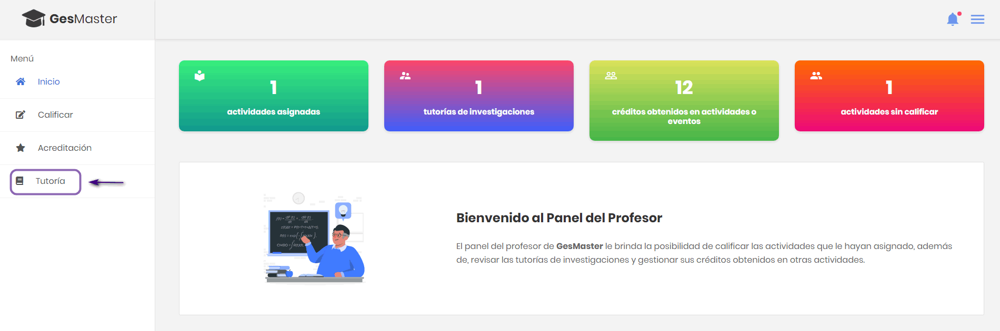 GesMaster
Menú
Inicio
Calificar
Acreditación
Tutoría
1
actividades asignadas
1
tutorías de investigaciones
12
créditos obtenidos en actividades o
eventos
1
actividades sin calificar
Bienvenido al Panel del Profesor
El panel del profesor de GesMaster le brinda la posibilidad de calificar las actividades que le hayan asignado, además
de, revisar las tutorías de investigaciones y gestionar sus créditos obtenidos en otras actividades.